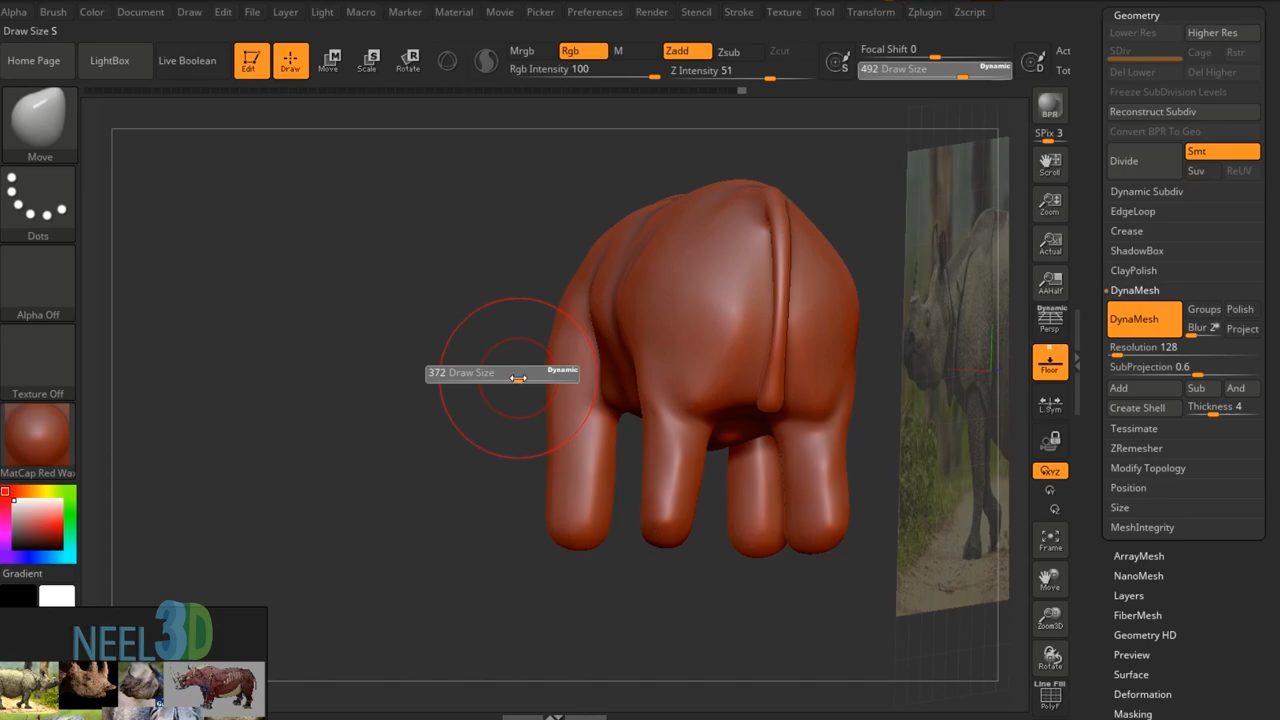 Alpha Brush Color Document Draw Edit File Layer Light Macro Marker Material Movie Picker Preferences Render Stencil Stroke Texture Tool Transform Zplugin Zscript
Draw Size S
Home Page LightBox Live Boolean Edit Draw Move Scale Rotate
Mrgb Rgb M Zadd Zsub Zcut
Rgb Intensity 100 Z Intensity 51
Focal Shift 0
492 Draw Size Dynamic
S D
Act
Tot
Move
Dots
Alpha Off
Texture Off
MatCap Red Wax
Gradient
372 Draw Size Dynamic
NEEL3D
BPR
SPix 3
Scroll
Zoom
Actual
AAHalf
Dynamic
Persp
Floor
L.Sym
XYZ
Y
Z
Frame
Move
Zoom3D
Rotate
Line Fill
PolyF
Geometry
Lower Res Higher Res
SDiv Cage Rstr
Del Lower Del Higher
Freeze SubDivision Levels
Reconstruct Subdiv
Convert BPR To Geo
Divide Smt
Suv ReUV
Dynamic Subdiv
EdgeLoop
Crease
ShadowBox
ClayPolish
DynaMesh
DynaMesh Groups Polish
Blur 2 Project
Resolution 128
SubProjection 0.6
Add Sub And
Create Shell Thickness 4
Tessimate
ZRemesher
Modify Topology
Position
Size
MeshIntegrity
ArrayMesh
NanoMesh
Layers
FiberMesh
Geometry HD
Preview
Surface
Deformation
Masking